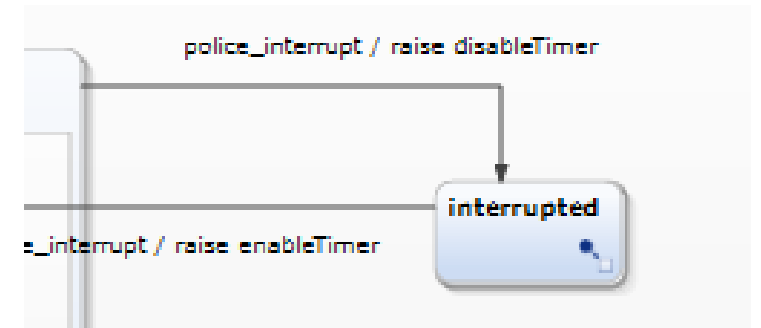 police_interrupt / raise disableTimer
interrupted
e_interrupt / raise enableTimer